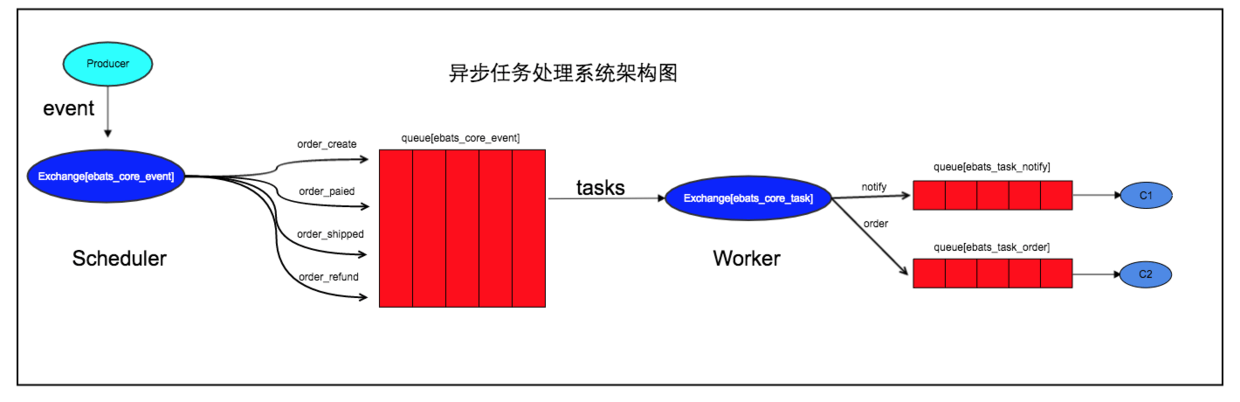 异步任务处理系统架构图
Producer
event
Exchange[ebats_core_event]
Scheduler
order_create
order_paied
order_shipped
order_refund
queue[ebats_core_event]
tasks
Exchange[ebats_core_task]
Worker
notify
order
queue[ebats_task_notify]
C1
queue[ebats_task_order]
C2